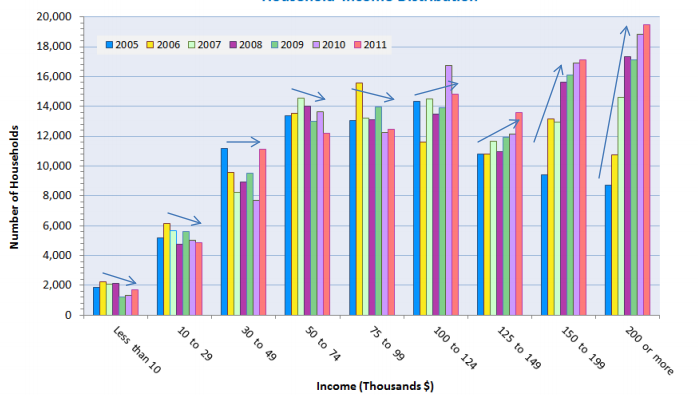 Household Income Distribution
20,000
18,000
16,000
14,000
12,000
10,000
8,000
6,000
4,000
2,000
0
Number of Households
2005 2006 2007 2008 2009 2010 2011
Less than 10
10 to 29
30 to 49
50 to 74
75 to 99
100 to 124
125 to 149
150 to 199
200 or more
Income (Thousands $)